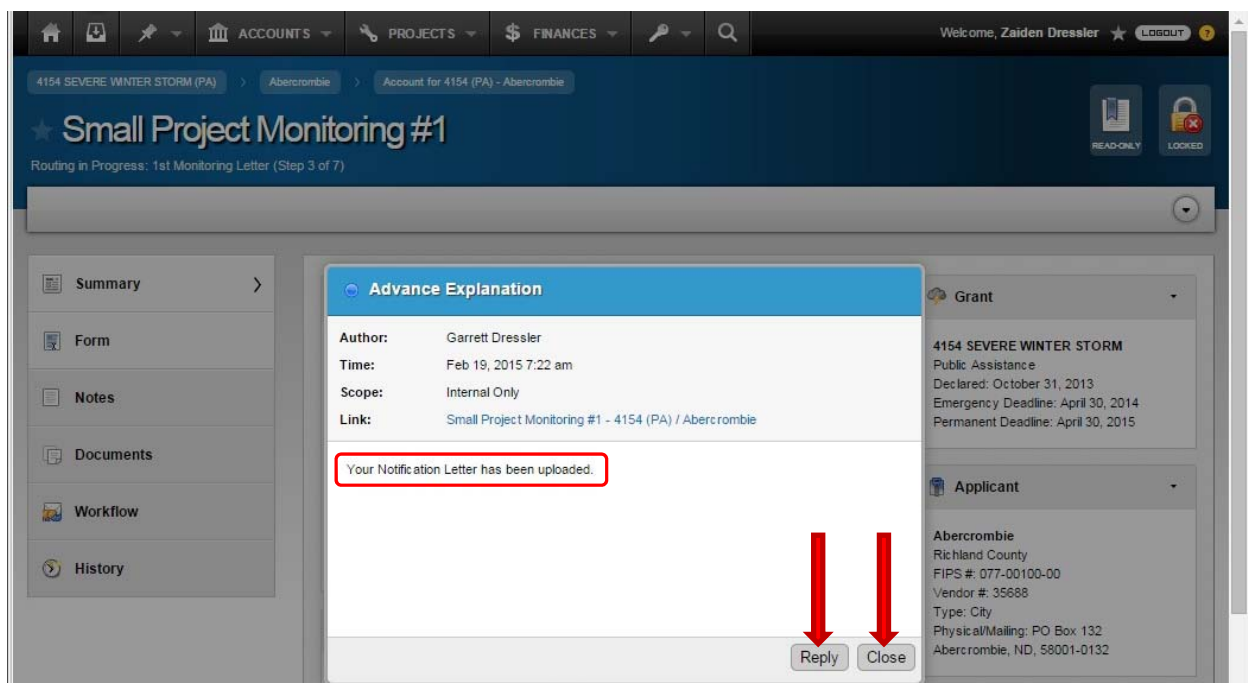 ACCOUNTS
PROJECTS
$ FINANCES
Welcome, Zaiden Dressler
LOGOUT
?
4154 SEVERE WINTER STORM (PA) > Abercrombie > Account for 4154 (PA) - Abercrombie
Small Project Monitoring #1
Routing in Progress: 1st Monitoring Letter (Step 3 of 7)
READ-ONLY
LOCKED
Summary
Form
Notes
Documents
Workflow
History
Advance Explanation
Author: Garrett Dressler
Time: Feb 19, 2015 7:22 am
Scope: Internal Only
Link: Small Project Monitoring #1 - 4154 (PA) / Abercrombie
Your Notification Letter has been uploaded.
Reply
Close
Grant
4154 SEVERE WINTER STORM
Public Assistance
Declared: October 31, 2013
Emergency Deadline: April 30, 2014
Permanent Deadline: April 30, 2015
Applicant
Abercrombie
Richland County
FIPS #: 077-00100-00
Vendor #: 35688
Type: City
Physical/Mailing: PO Box 132
Abercrombie, ND, 58001-0132